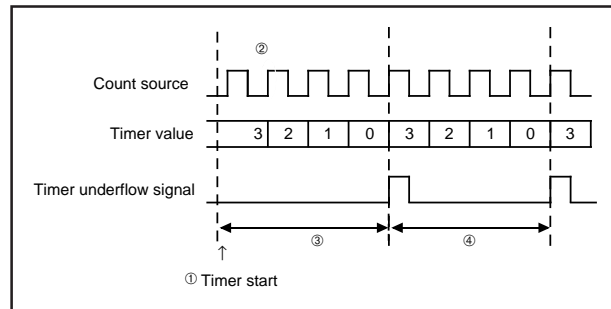 ②
Count source
Timer value 3 2 1 0 3 2 1 0 3
Timer underflow signal
③ ④
↑
① Timer start